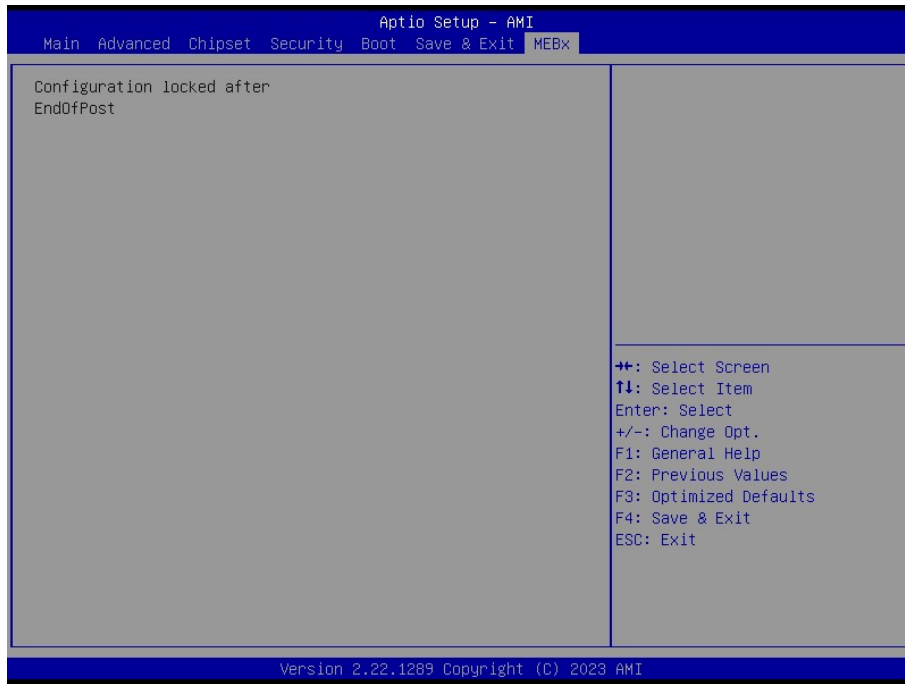 Aptio Setup – AMI
Main Advanced Chipset Security Boot Save & Exit MEBx
Configuration locked after
EndOfPost
→←: Select Screen
↑↓: Select Item
Enter: Select
+/-: Change Opt.
F1: General Help
F2: Previous Values
F3: Optimized Defaults
F4: Save & Exit
ESC: Exit
Version 2.22.1289 Copyright (C) 2023 AMI